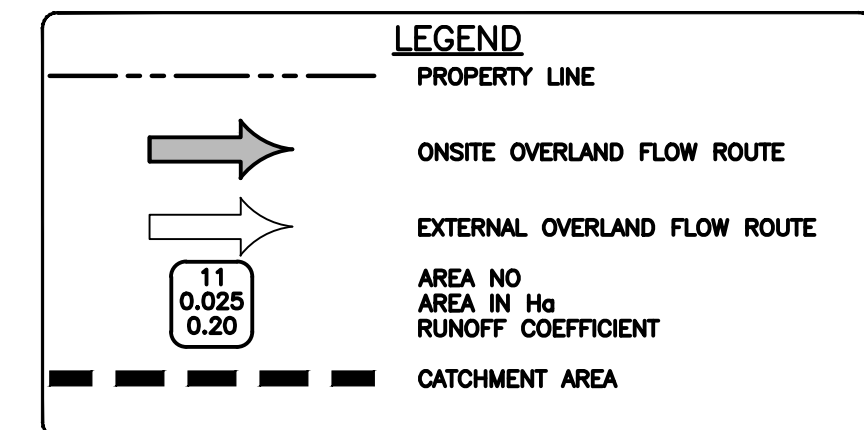 LEGEND
PROPERTY LINE
ONSITE OVERLAND FLOW ROUTE
EXTERNAL OVERLAND FLOW ROUTE
11
0.025
0.20
AREA NO
AREA IN Ha
RUNOFF COEFFICIENT
CATCHMENT AREA